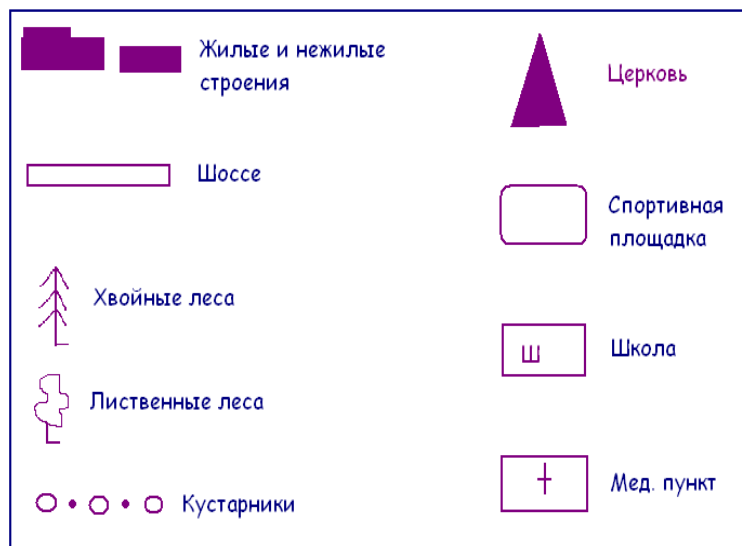 Жилые и нежилые
строения
Шоссе
Хвойные леса
Лиственные леса
Кустарники
Церковь
Спортивная
площадка
Ш
Школа
Мед. пункт